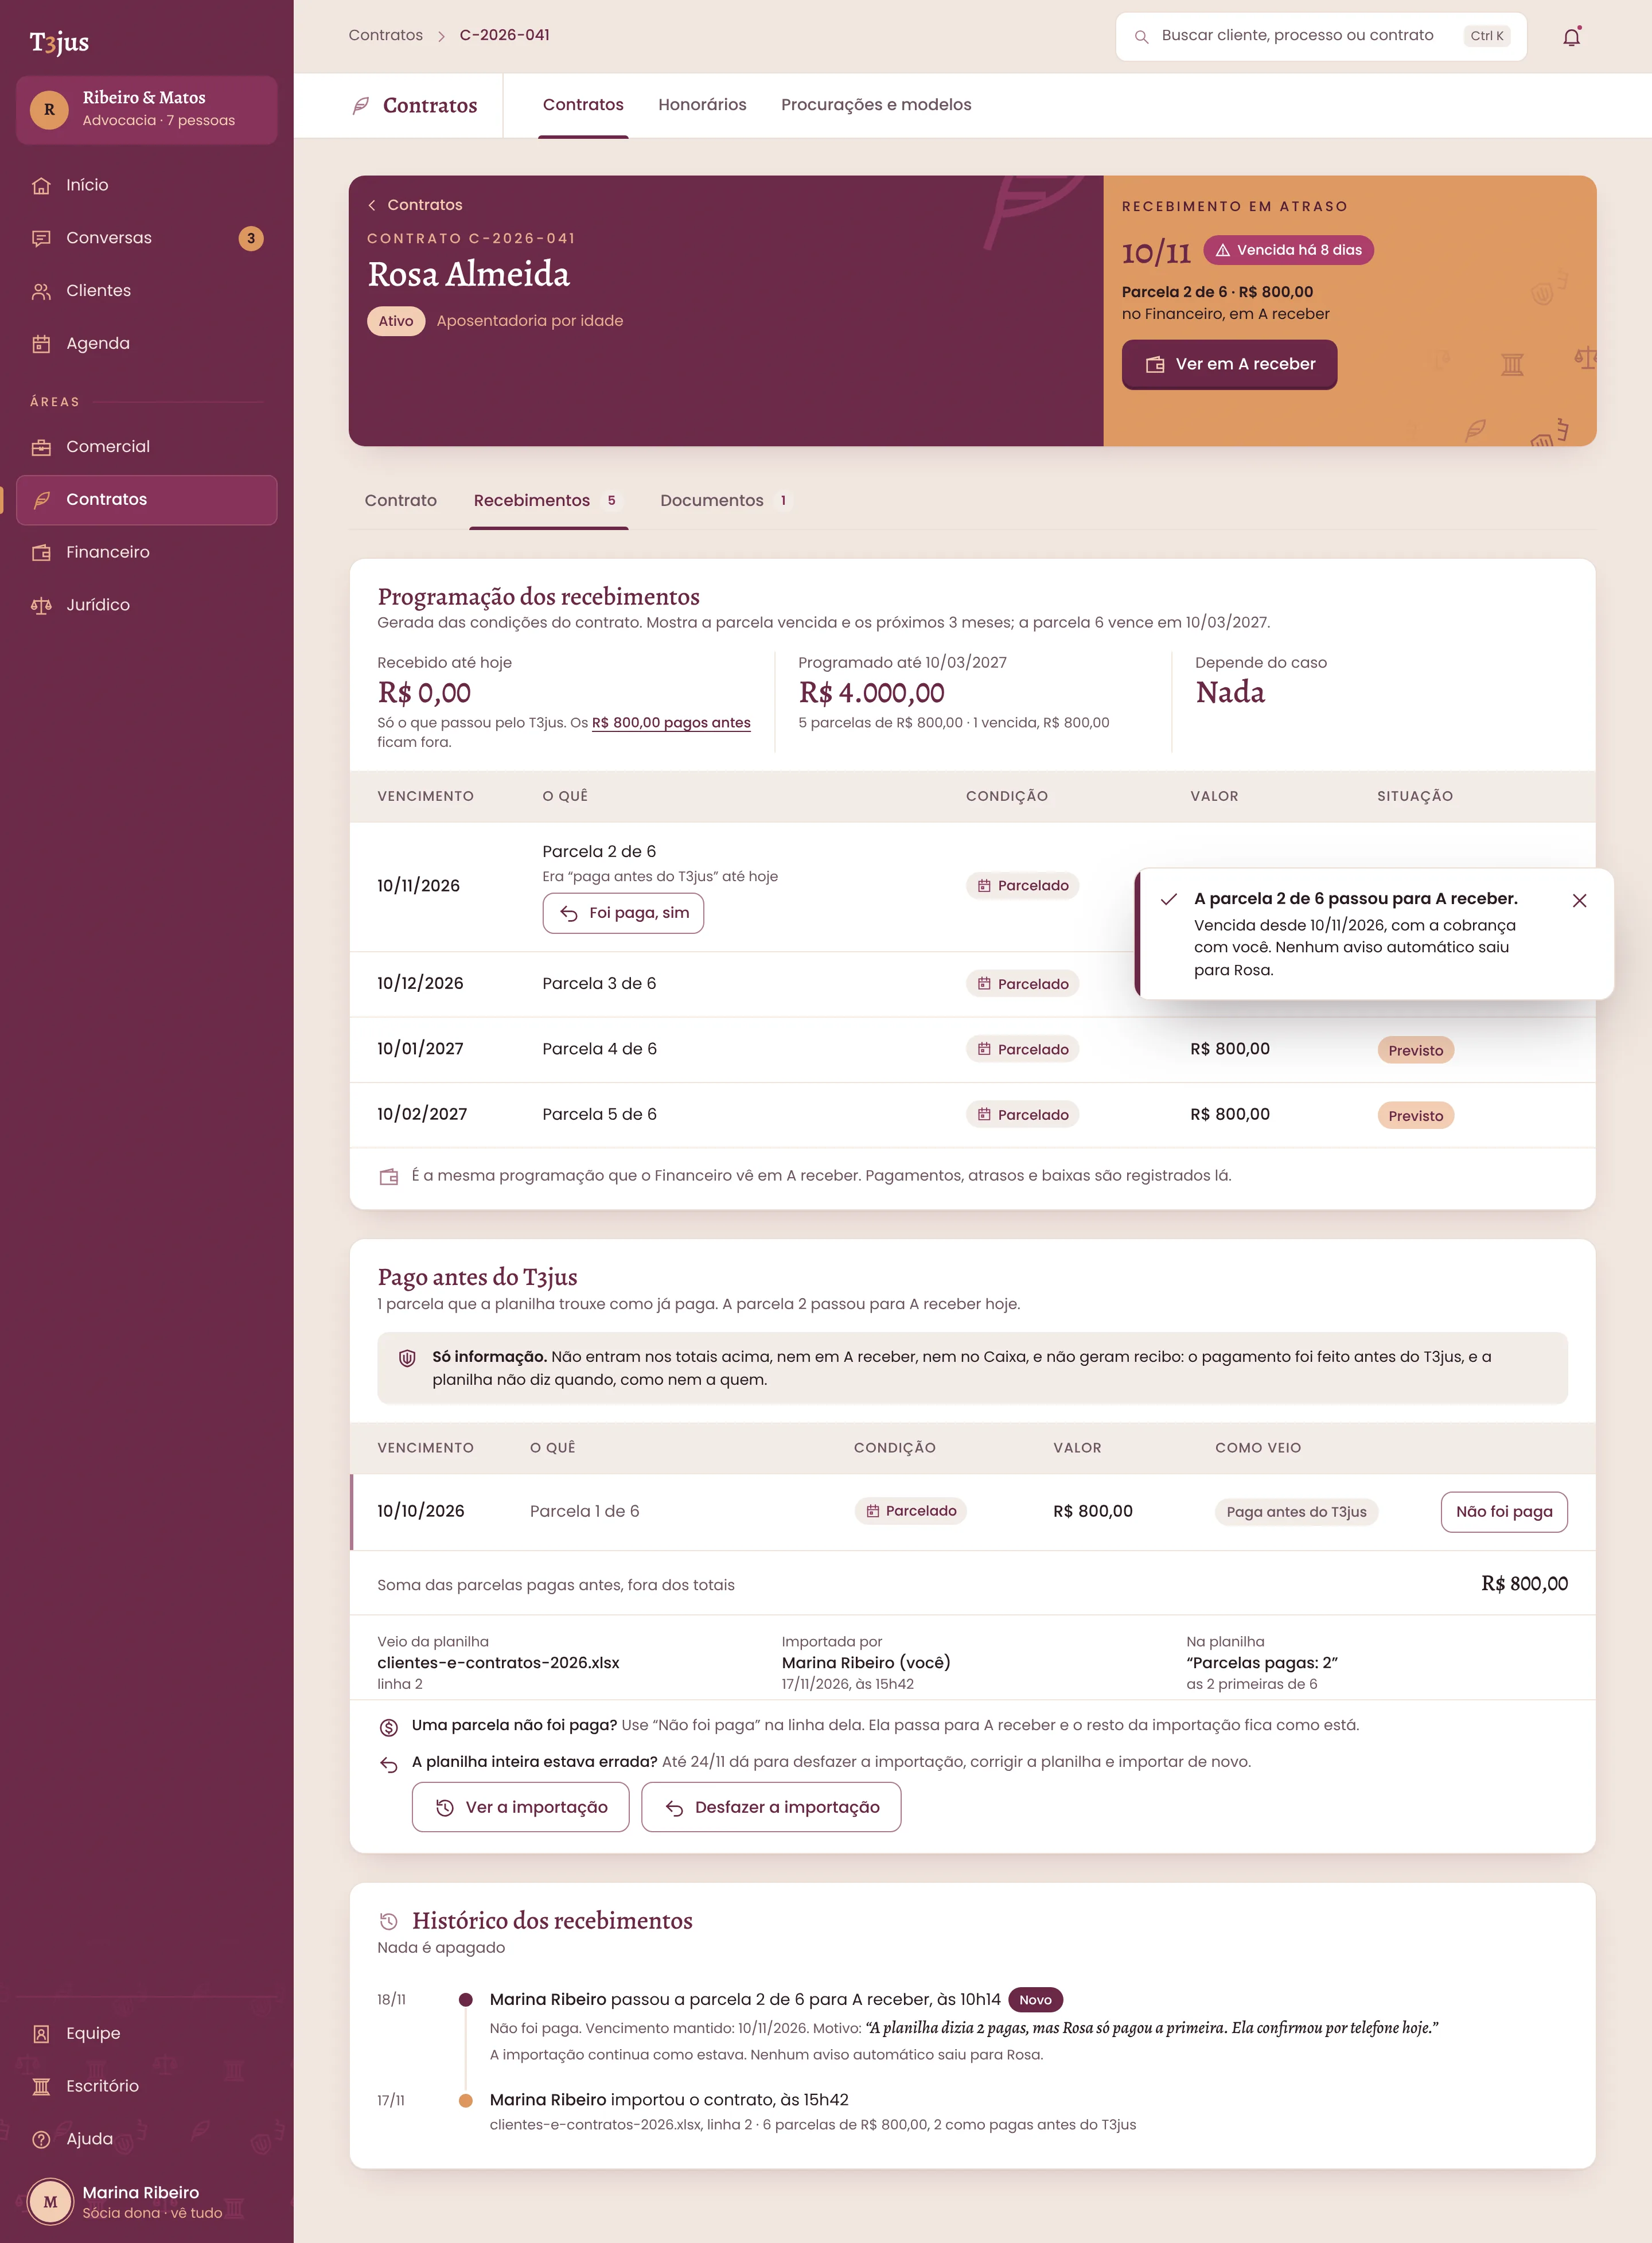 T3jus
R
Ribeiro & Matos
Advocacia · 7 pessoas
Início
Conversas
3
Clientes
Agenda
ÁREAS
Comercial
Contratos
Financeiro
Jurídico
Equipe
Escritório
Ajuda
M
Marina Ribeiro
Sócia dona · vê tudo
Contratos > C-2026-041
Buscar cliente, processo ou contrato
Ctrl K
Contratos
Contratos
Honorários
Procurações e modelos
Contratos
CONTRATO C-2026-041
Rosa Almeida
Ativo
Aposentadoria por idade
RECEBIMENTO EM ATRASO
10/11
Vencida há 8 dias
Parcela 2 de 6 · R$ 800,00
no Financeiro, em A receber
Ver em A receber
Contrato
Recebimentos 5
Documentos 1
Programação dos recebimentos
Gerada das condições do contrato. Mostra a parcela vencida e os próximos 3 meses; a parcela 6 vence em 10/03/2027.
Recebido até hoje
R$ 0,00
Só o que passou pelo T3jus. Os R$ 800,00 pagos antes
ficam fora.
Programado até 10/03/2027
R$ 4.000,00
5 parcelas de R$ 800,00 · 1 vencida, R$ 800,00
Depende do caso
Nada
VENCIMENTO O QUÊ CONDIÇÃO VALOR SITUAÇÃO
10/11/2026
Parcela 2 de 6
Era “paga antes do T3jus” até hoje
Foi paga, sim
Parcelado
A parcela 2 de 6 passou para A receber.
Vencida desde 10/11/2026, com a cobrança
com você. Nenhum aviso automático saiu
para Rosa.
10/12/2026 Parcela 3 de 6 Parcelado
10/01/2027 Parcela 4 de 6 Parcelado R$ 800,00 Previsto
10/02/2027 Parcela 5 de 6 Parcelado R$ 800,00 Previsto
É a mesma programação que o Financeiro vê em A receber. Pagamentos, atrasos e baixas são registrados lá.
Pago antes do T3jus
1 parcela que a planilha trouxe como já paga. A parcela 2 passou para A receber hoje.
Só informação. Não entram nos totais acima, nem em A receber, nem no Caixa, e não geram recibo: o pagamento foi feito antes do T3jus, e a
planilha não diz quando, como nem a quem.
VENCIMENTO O QUÊ CONDIÇÃO VALOR COMO VEIO
10/10/2026 Parcela 1 de 6 Parcelado R$ 800,00 Paga antes do T3jus Não foi paga
Soma das parcelas pagas antes, fora dos totais R$ 800,00
Veio da planilha
clientes-e-contratos-2026.xlsx
linha 2
Importada por
Marina Ribeiro (você)
17/11/2026, às 15h42
Na planilha
“Parcelas pagas: 2”
as 2 primeiras de 6
Uma parcela não foi paga? Use “Não foi paga” na linha dela. Ela passa para A receber e o resto da importação fica como está.
A planilha inteira estava errada? Até 24/11 dá para desfazer a importação, corrigir a planilha e importar de novo.
Ver a importação
Desfazer a importação
Histórico dos recebimentos
Nada é apagado
18/11
Marina Ribeiro passou a parcela 2 de 6 para A receber, às 10h14 Novo
Não foi paga. Vencimento mantido: 10/11/2026. Motivo: “A planilha dizia 2 pagas, mas Rosa só pagou a primeira. Ela confirmou por telefone hoje.”
A importação continua como estava. Nenhum aviso automático saiu para Rosa.
17/11
Marina Ribeiro importou o contrato, às 15h42
clientes-e-contratos-2026.xlsx, linha 2 · 6 parcelas de R$ 800,00, 2 como pagas antes do T3jus